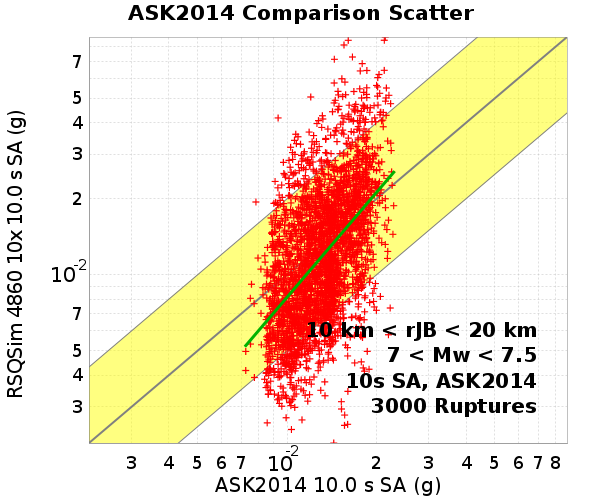 ASK2014 Comparison Scatter
RSQSim 4860 10x 10.0 s SA (g)
7
5
4
3
2
10-2
7
5
4
3
10 km < rJB < 20 km
7 < Mw < 7.5
10s SA, ASK2014
3000 Ruptures
3 4 5 6 7 10-2 2 3 4 5 6 7 8
ASK2014 10.0 s SA (g)